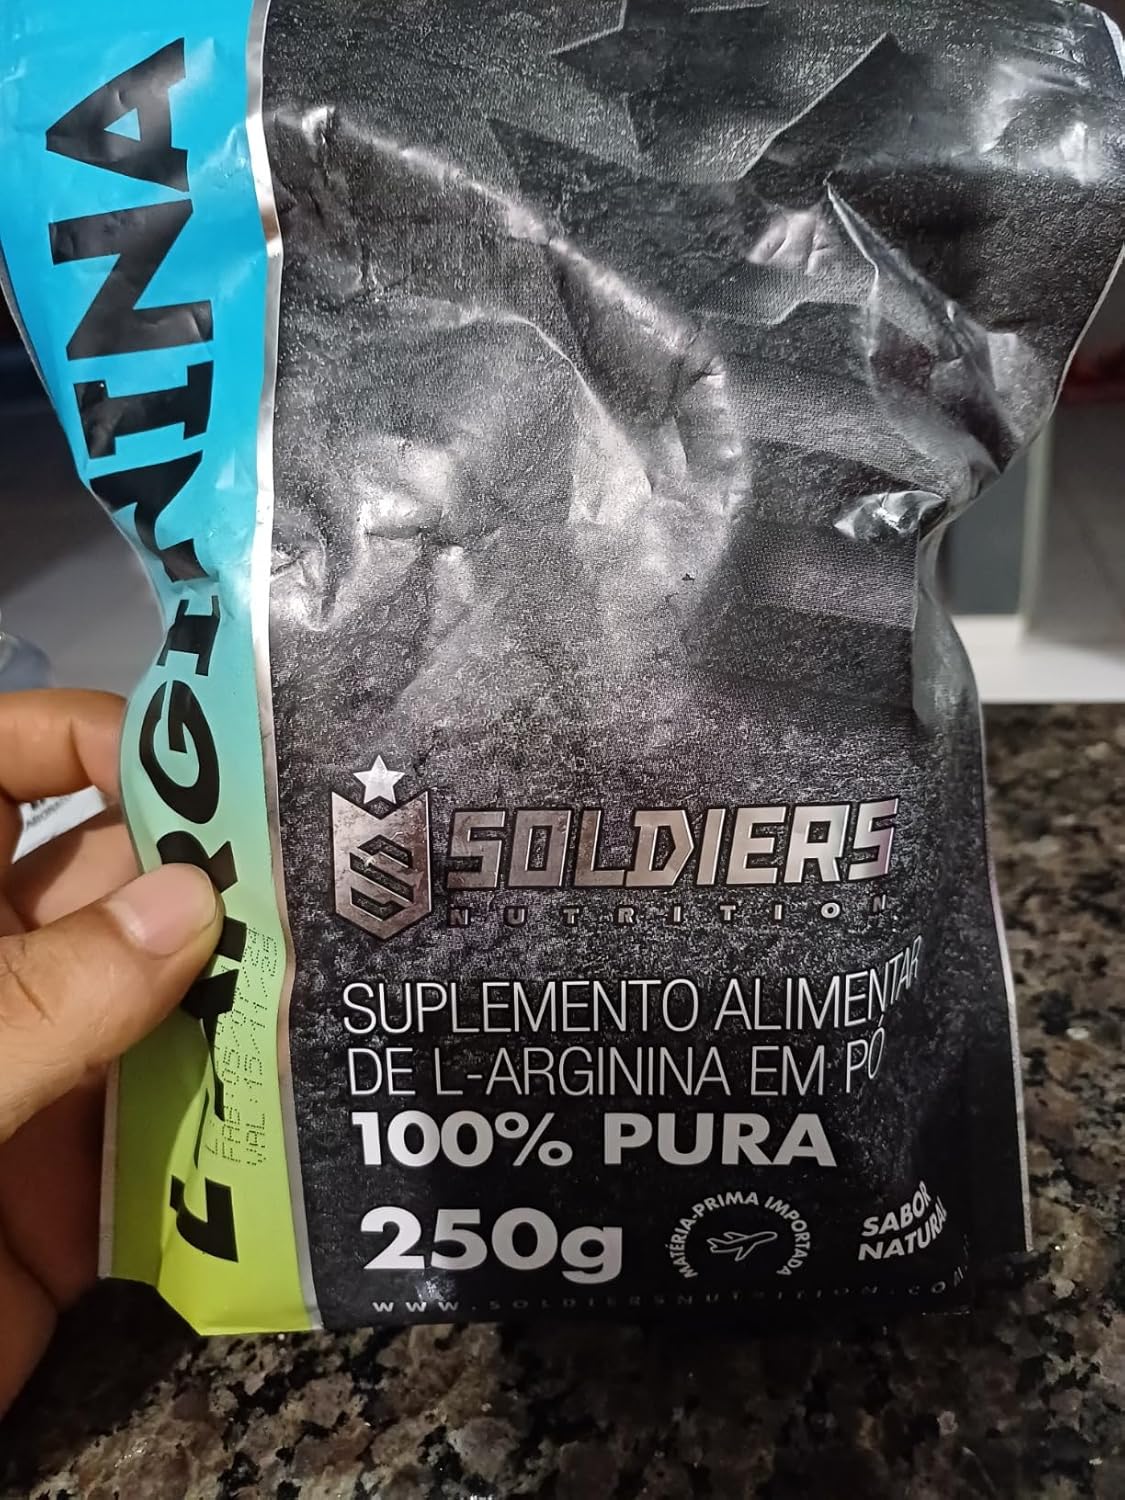 L-ARGININA
SOLDIERS
NUTRITION
SUPLEMENTO ALIMENTAR
DE L-ARGININA EM PÓ
100% PURA
250g
MATÉRIA-PRIMA IMPORTADA
SABOR
NATURAL